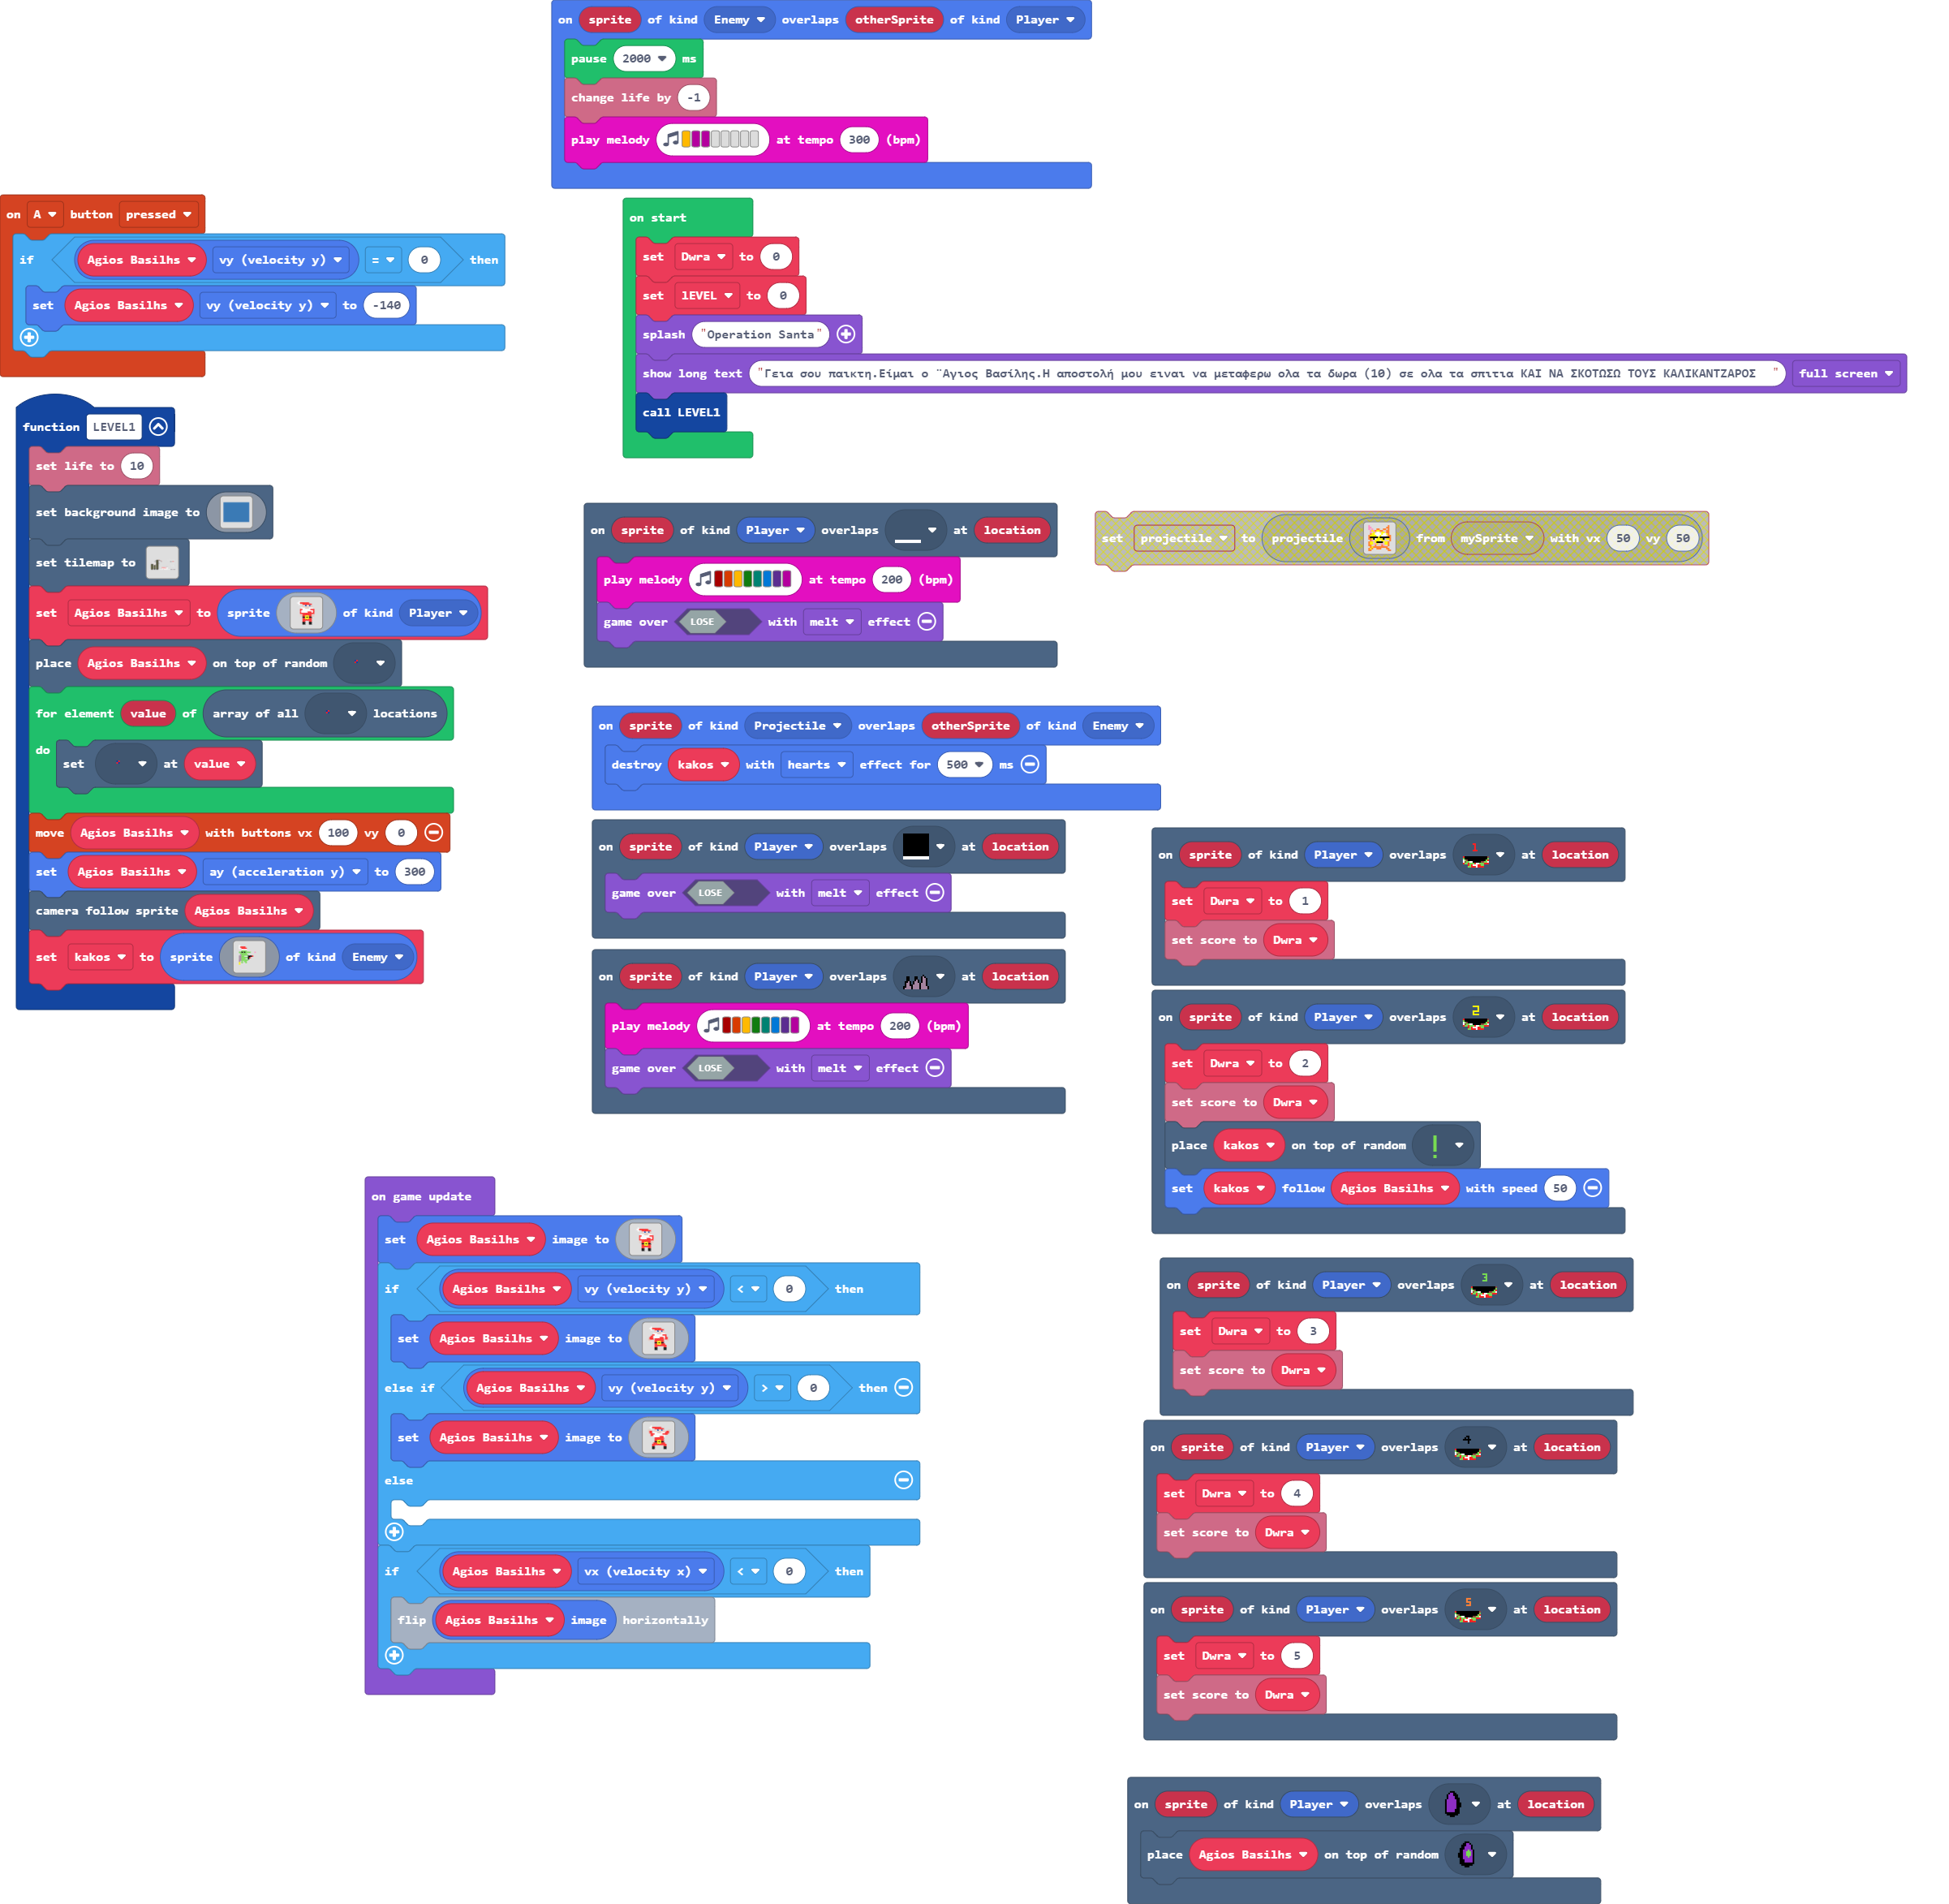 on sprite of kind Enemy overlaps otherSprite of kind Player
pause 2000 ms
change life by -1
play melody at tempo 300 (bpm)
on A button pressed
if Agios Basilhs vy (velocity y) = 0 then
set Agios Basilhs vy (velocity y) to -140
on start
set Dwra to 0
set lEVEL to 0
splash "Operation Santa"
show long text "Γεια σου παικτη.Είμαι ο ¨Αγιος Βασίλης.Η αποστολή μου ειναι να μεταφερω ολα τα δωρα (10) σε ολα τα σπιτια ΚΑΙ ΝΑ ΣΚΟΤΩΣΩ ΤΟΥΣ ΚΑΛΙΚΑΝΤΖΑΡΟΣ " full screen
call LEVEL1
function LEVEL1
set life to 10
set background image to
set tilemap to
set Agios Basilhs to sprite of kind Player
place Agios Basilhs on top of random
for element value of array of all locations
do
set at value
move Agios Basilhs with buttons vx 100 vy 0
set Agios Basilhs ay (acceleration y) to 300
camera follow sprite Agios Basilhs
set kakos to sprite of kind Enemy
on sprite of kind Player overlaps at location
play melody at tempo 200 (bpm)
game over LOSE with melt effect
set projectile to projectile from mySprite with vx 50 vy 50
on sprite of kind Projectile overlaps otherSprite of kind Enemy
destroy kakos with hearts effect for 500 ms
on sprite of kind Player overlaps at location
game over LOSE with melt effect
on sprite of kind Player overlaps at location
play melody at tempo 200 (bpm)
game over LOSE with melt effect
on sprite of kind Player overlaps 1 at location
set Dwra to 1
set score to Dwra
on sprite of kind Player overlaps 2 at location
set Dwra to 2
set score to Dwra
place kakos on top of random !
set kakos follow Agios Basilhs with speed 50
on sprite of kind Player overlaps 3 at location
set Dwra to 3
set score to Dwra
on sprite of kind Player overlaps 4 at location
set Dwra to 4
set score to Dwra
on sprite of kind Player overlaps 5 at location
set Dwra to 5
set score to Dwra
on sprite of kind Player overlaps at location
place Agios Basilhs on top of random
on game update
set Agios Basilhs image to
if Agios Basilhs vy (velocity y) < 0 then
set Agios Basilhs image to
else if Agios Basilhs vy (velocity y) > 0 then
set Agios Basilhs image to
else
if Agios Basilhs vx (velocity x) < 0 then
flip Agios Basilhs image horizontally